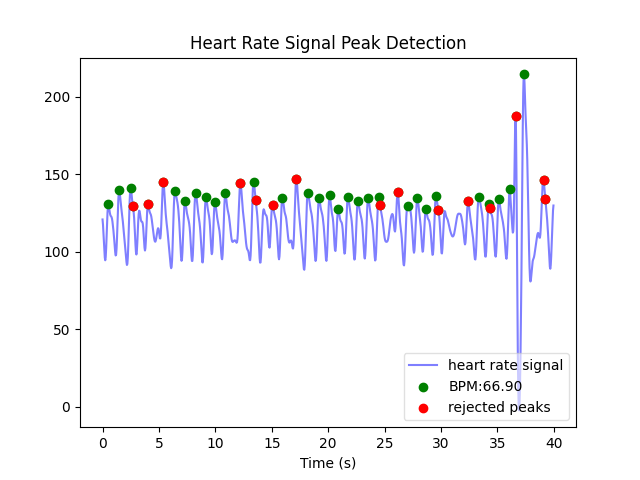 Heart Rate Signal Peak Detection
200
150
100
50
0
heart rate signal
BPM:66.90
rejected peaks
0 5 10 15 20 25 30 35 40
Time (s)